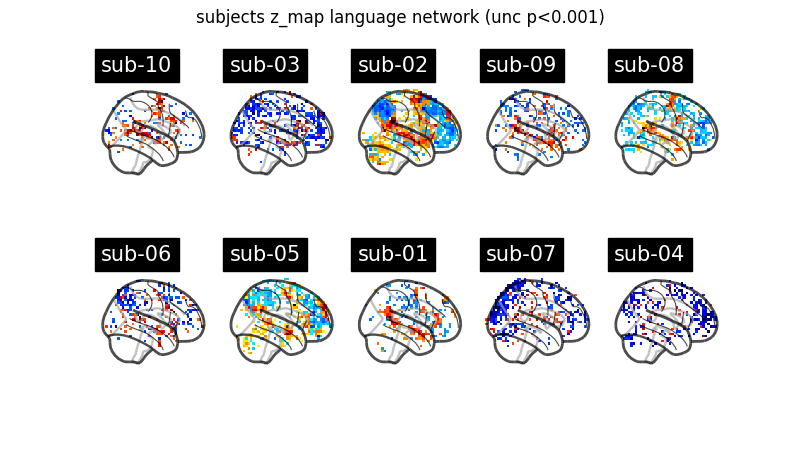 subjects z_map language network (unc p<0.001)
sub-10
sub-03
sub-02
sub-09
sub-08
sub-06
sub-05
sub-01
sub-07
sub-04